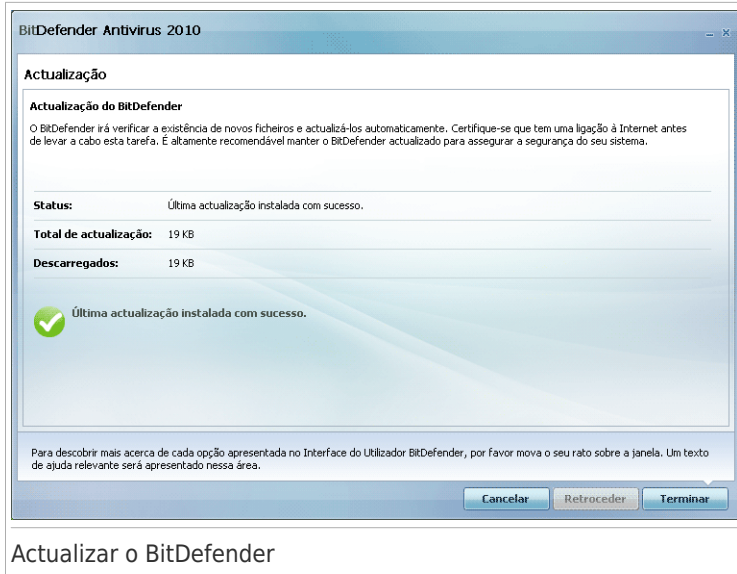 BitDefender Antivirus 2010
Actualização
Actualização do BitDefender
O BitDefender irá verificar a existência de novos ficheiros e actualizá-los automaticamente. Certifique-se que tem uma ligação à Internet antes
de levar a cabo esta tarefa. É altamente recomendável manter o BitDefender actualizado para assegurar a segurança do seu sistema.
Status: Última actualização instalada com sucesso.
Total de actualização: 19 KB
Descarregados: 19 KB
Última actualização instalada com sucesso.
Para descobrir mais acerca de cada opção apresentada no Interface do Utilizador BitDefender, por favor mova o seu rato sobre a janela. Um texto
de ajuda relevante será apresentado nessa área.
Cancelar Retroceder Terminar
Actualizar o BitDefender